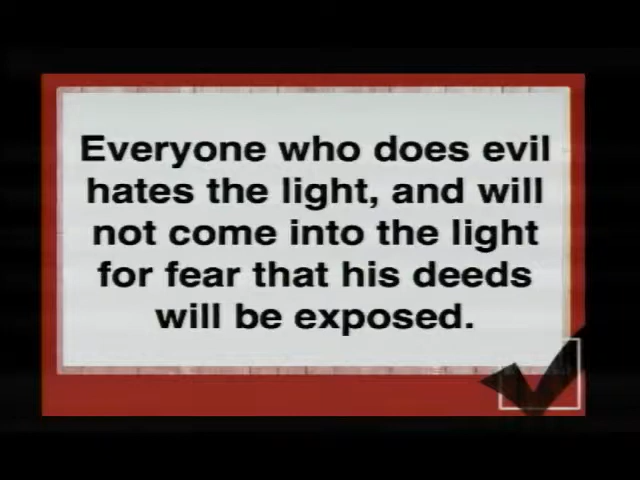 Everyone who does evil
hates the light, and will
not come into the light
for fear that his deeds
will be exposed.